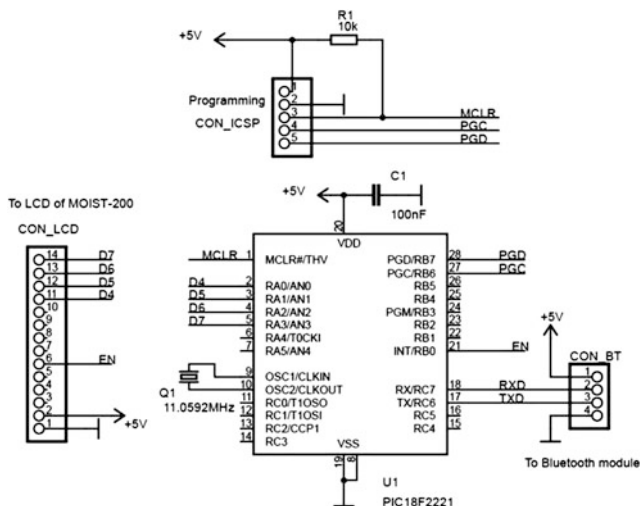 R1
10k
+5V
1
2
3
4
5
Programming
CON_ICSP
MCLR
PGC
PGD
To LCD of MOIST-200
CON_LCD
14 D7
13 D6
12 D5
11 D4
10
9
8
7
6 EN
5
4
3
2
1
+5V
+5V
C1
100nF
20
VDD
MCLR 1 MCLR#/THV
D4 2 RA0/AN0
D5 3 RA1/AN1
D6 4 RA2/AN2
D7 5 RA3/AN3
6 RA4/T0CKI
7 RA5/AN4
9 OSC1/CLKIN
10 OSC2/CLKOUT
11 RC0/T1OSO
12 RC1/T1OSI
13 RC2/CCP1
14 RC3
Q1
11.0592MHz
PGD/RB7 28 PGD
PGC/RB6 27 PGC
RB5 26
RB4 25
PGM/RB3 24
RB2 23
RB1 22
INT/RB0 21 EN
RX/RC7 18 RXD
TX/RC6 17 TXD
RC5 16
RC4 15
VSS
19
8
U1
PIC18F2221
+5V
CON_BT
1
2
3
4
To Bluetooth module